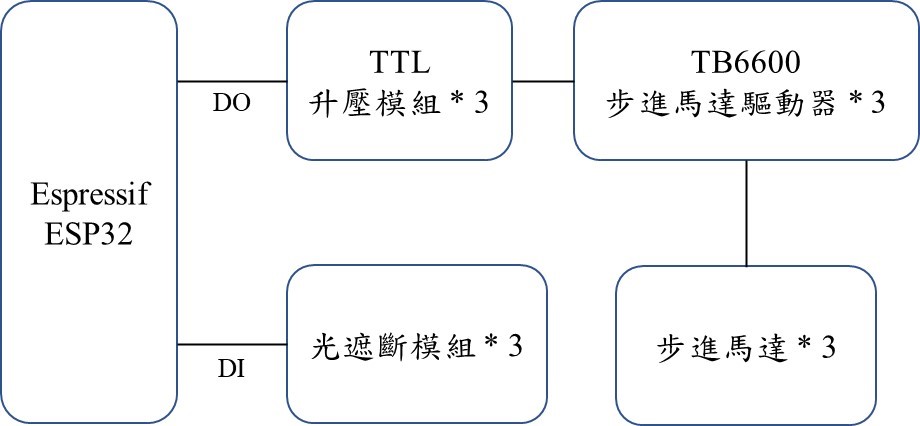 Espressif
ESP32
DO
TTL
升壓模組 * 3
TB6600
步進馬達驅動器 * 3
DI
光遮斷模組 * 3
步進馬達 * 3